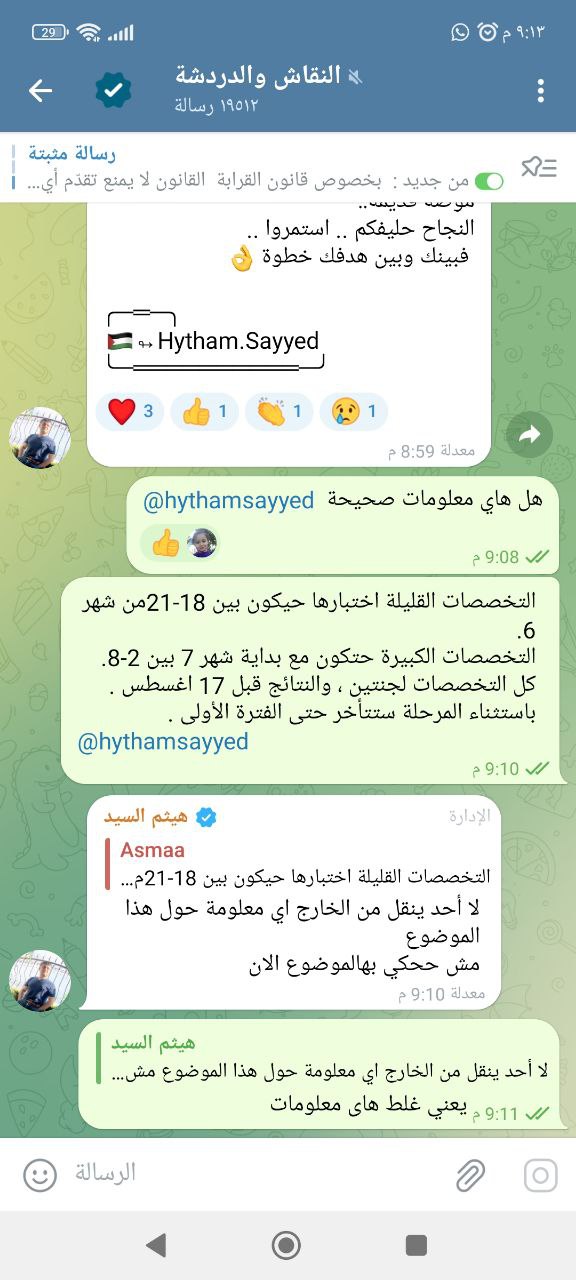 29
٩:١٣ م
النقاش والدردشة
١٩٥١٢ رسالة
رسالة مثبتة
من جديد : بخصوص قانون القرابة القانون لا يمنع تقدّم أي...
موضة قديمة..
النجاح حليفكم .. استمروا ..
فبينك وبين هدفك خطوة 👌
🇵🇸 ↬ Hytham.Sayyed
❤️ 3 👍 1 👏 1 😢 1
معدلة 8:59 م
هل هاي معلومات صحيحة @hythamsayyed
👍
9:08 م
التخصصات القليلة اختبارها حيكون بين 18-21من شهر
6.
التخصصات الكبيرة حتكون مع بداية شهر 7 بين 2-8.
كل التخصصات لجنتين ، والنتائج قبل 17 اغسطس .
باستثناء المرحلة ستتأخر حتى الفترة الأولى .
@hythamsayyed
9:10 م
هيثم السيد
الإدارة
Asmaa
التخصصات القليلة اختبارها حيكون بين 18-21م...
لا أحد ينقل من الخارج اي معلومة حول هذا
الموضوع
مش ححكي بهالموضوع الان
معدلة 9:10 م
هيثم السيد
لا أحد ينقل من الخارج اي معلومة حول هذا الموضوع مش...
يعني غلط هاى معلومات
9:11 م
الرسالة